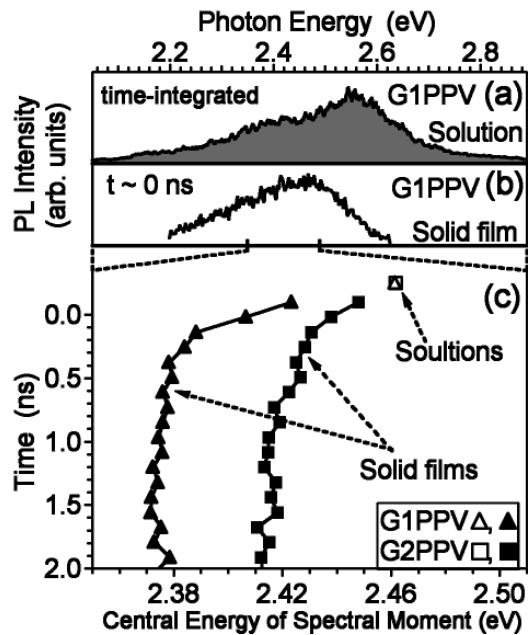 Photon Energy (eV)
2.2 2.4 2.6 2.8
time-integrated G1PPV (a)
Solution
PL Intensity
(arb. units)
t ~ 0 ns G1PPV (b)
Solid film
(c)
0.0
Soultions
0.5
Time (ns)
1.0
Solid films
1.5
G1PPV△,▲
G2PPV□,■
2.0
2.38 2.42 2.46 2.50
Central Energy of Spectral Moment (eV)